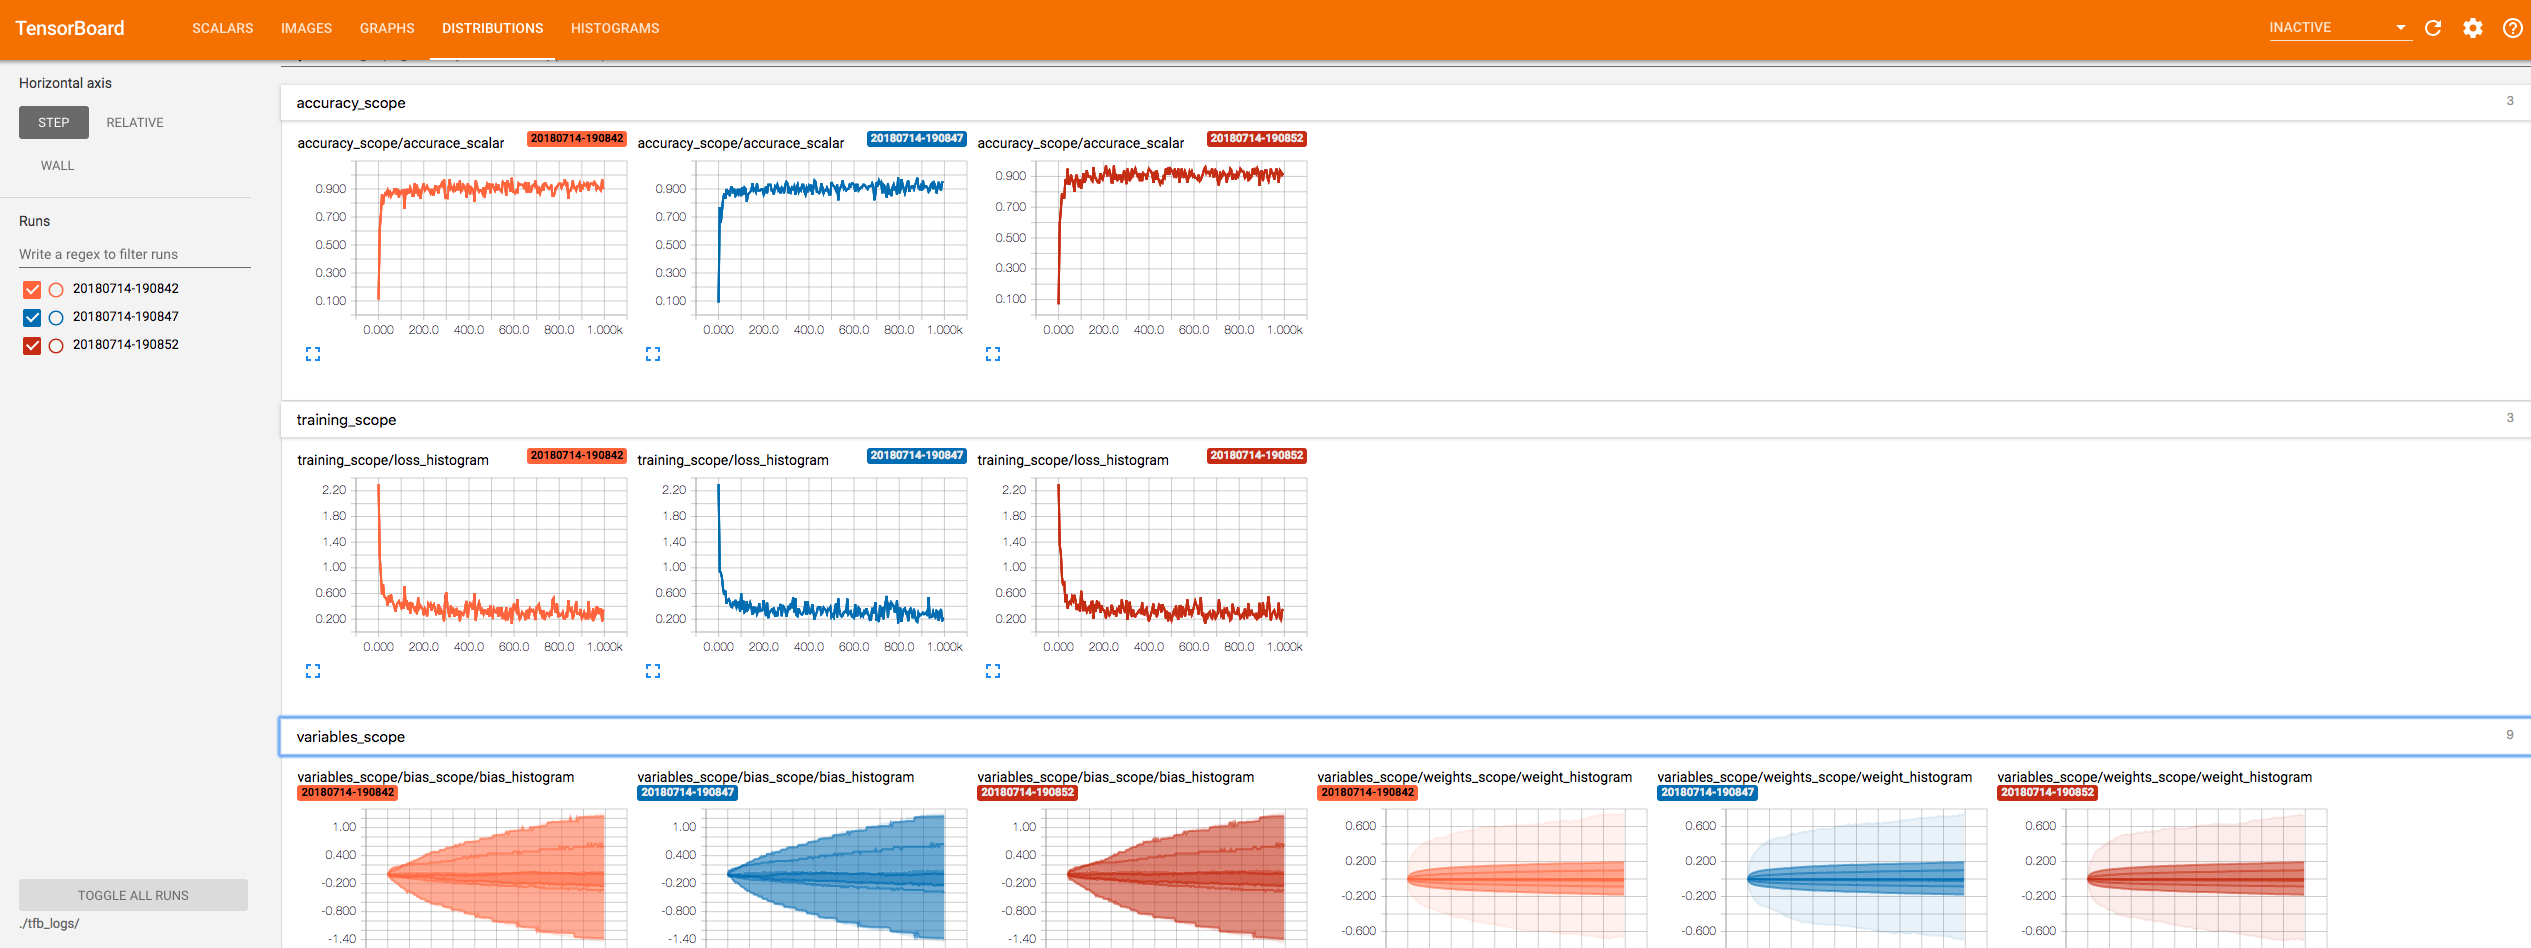 TensorBoard SCALARS IMAGES GRAPHS DISTRIBUTIONS HISTOGRAMS INACTIVE
Horizontal axis
STEP RELATIVE
WALL
Runs
Write a regex to filter runs
20180714-190842
20180714-190847
20180714-190852
TOGGLE ALL RUNS
./tfb_logs/
accuracy_scope 3
accuracy_scope/accurace_scalar 20180714-190842
0.900
0.700
0.500
0.300
0.100
0.000 200.0 400.0 600.0 800.0 1.000k
accuracy_scope/accurace_scalar 20180714-190847
0.900
0.700
0.500
0.300
0.100
0.000 200.0 400.0 600.0 800.0 1.000k
accuracy_scope/accurace_scalar 20180714-190852
0.900
0.700
0.500
0.300
0.100
0.000 200.0 400.0 600.0 800.0 1.000k
training_scope 3
training_scope/loss_histogram 20180714-190842
2.20
1.80
1.40
1.00
0.600
0.200
0.000 200.0 400.0 600.0 800.0 1.000k
training_scope/loss_histogram 20180714-190847
2.20
1.80
1.40
1.00
0.600
0.200
0.000 200.0 400.0 600.0 800.0 1.000k
training_scope/loss_histogram 20180714-190852
2.20
1.80
1.40
1.00
0.600
0.200
0.000 200.0 400.0 600.0 800.0 1.000k
variables_scope 9
variables_scope/bias_scope/bias_histogram
20180714-190842
1.00
0.400
-0.200
-0.800
-1.40
variables_scope/bias_scope/bias_histogram
20180714-190847
1.00
0.400
-0.200
-0.800
-1.40
variables_scope/bias_scope/bias_histogram
20180714-190852
1.00
0.400
-0.200
-0.800
-1.40
variables_scope/weights_scope/weight_histogram
20180714-190842
0.600
0.200
-0.200
-0.600
variables_scope/weights_scope/weight_histogram
20180714-190847
0.600
0.200
-0.200
-0.600
variables_scope/weights_scope/weight_histogram
20180714-190852
0.600
0.200
-0.200
-0.600